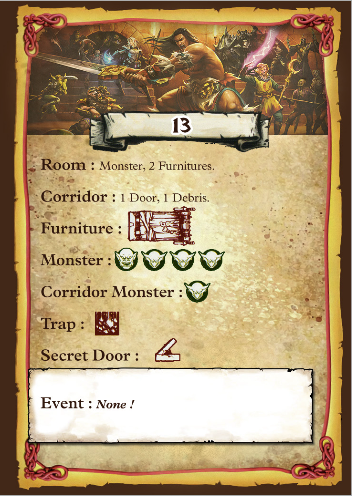 13
Room : Monster, 2 Furnitures.
Corridor : 1 Door, 1 Debris.
Furniture :
Monster :
Corridor Monster :
Trap :
Secret Door :
Event : None !